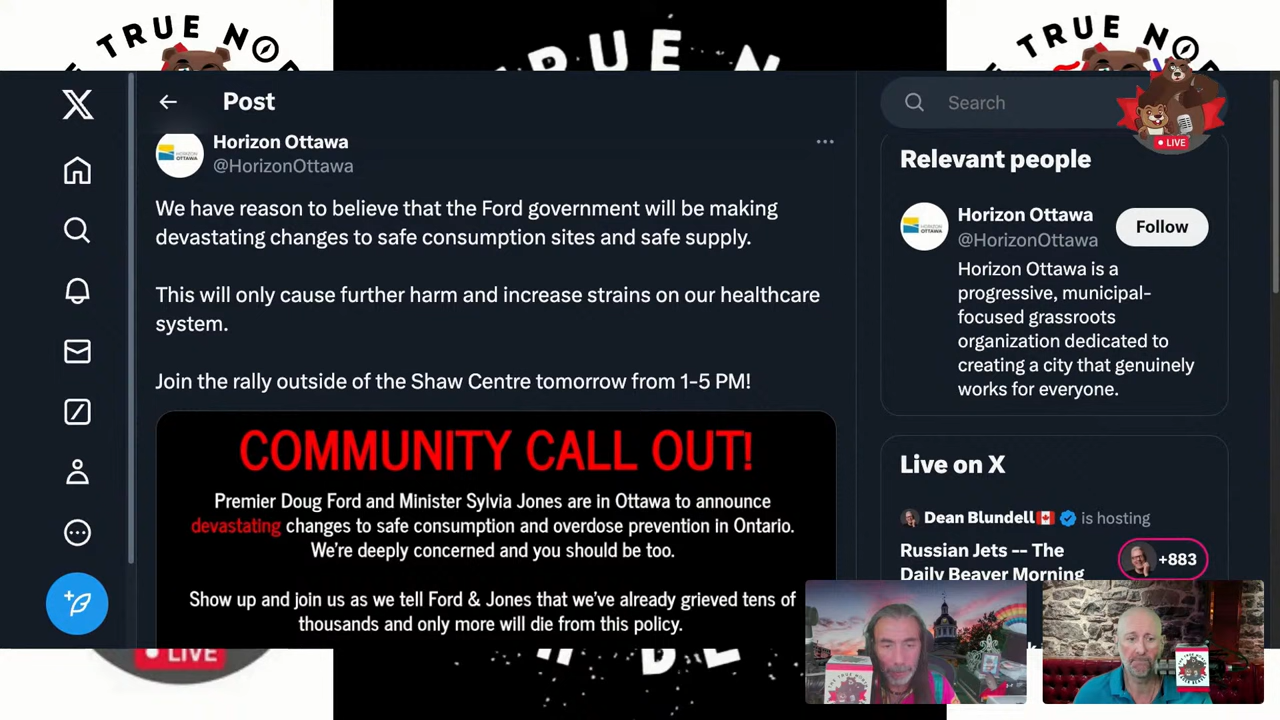 TRUE NO
TRUE N
TRUE NO
Post
Search
LIVE
Horizon Ottawa
@HorizonOttawa
We have reason to believe that the Ford government will be making
devastating changes to safe consumption sites and safe supply.
This will only cause further harm and increase strains on our healthcare
system.
Join the rally outside of the Shaw Centre tomorrow from 1-5 PM!
COMMUNITY CALL OUT!
Premier Doug Ford and Minister Sylvia Jones are in Ottawa to announce
devastating changes to safe consumption and overdose prevention in Ontario.
We're deeply concerned and you should be too.
Show up and join us as we tell Ford & Jones that we've already grieved tens of
thousands and only more will die from this policy.
Relevant people
Horizon Ottawa
@HorizonOttawa
Follow
Horizon Ottawa is a
progressive, municipal-
focused grassroots
organization dedicated to
creating a city that genuinely
works for everyone.
Live on X
Dean Blundell is hosting
Russian Jets -- The
Daily Beaver Morning
+883
LIVE